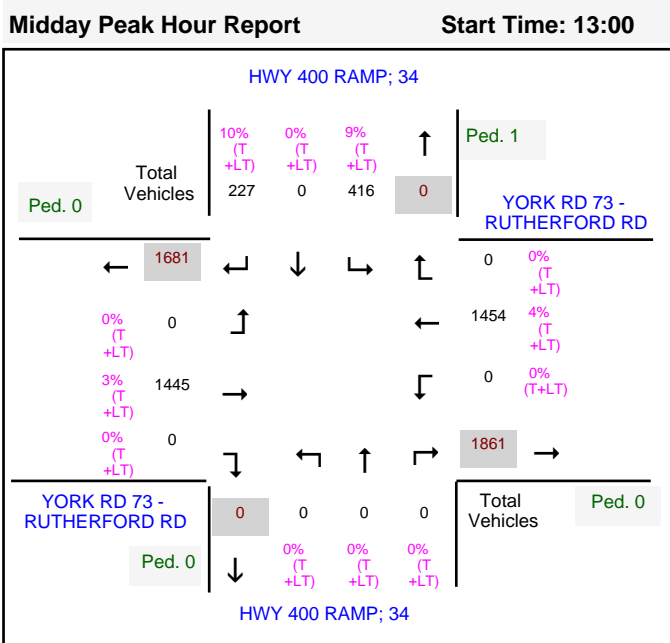 Midday Peak Hour Report Start Time: 13:00
HWY 400 RAMP; 34
10% 0% 9%
(T (T (T
+LT) +LT) +LT)
Ped. 1
Total
Vehicles
227 0 416 0
Ped. 0
YORK RD 73 -
RUTHERFORD RD
1681
0 0%
(T
+LT)
0%
(T
+LT)
0
1454 4%
(T
+LT)
3%
(T
+LT)
1445
0 0%
(T+LT)
0%
(T
+LT)
0
1861
YORK RD 73 -
RUTHERFORD RD
0 0 0 0
Total
Vehicles
Ped. 0
Ped. 0
0% 0% 0%
(T (T (T
+LT) +LT) +LT)
HWY 400 RAMP; 34